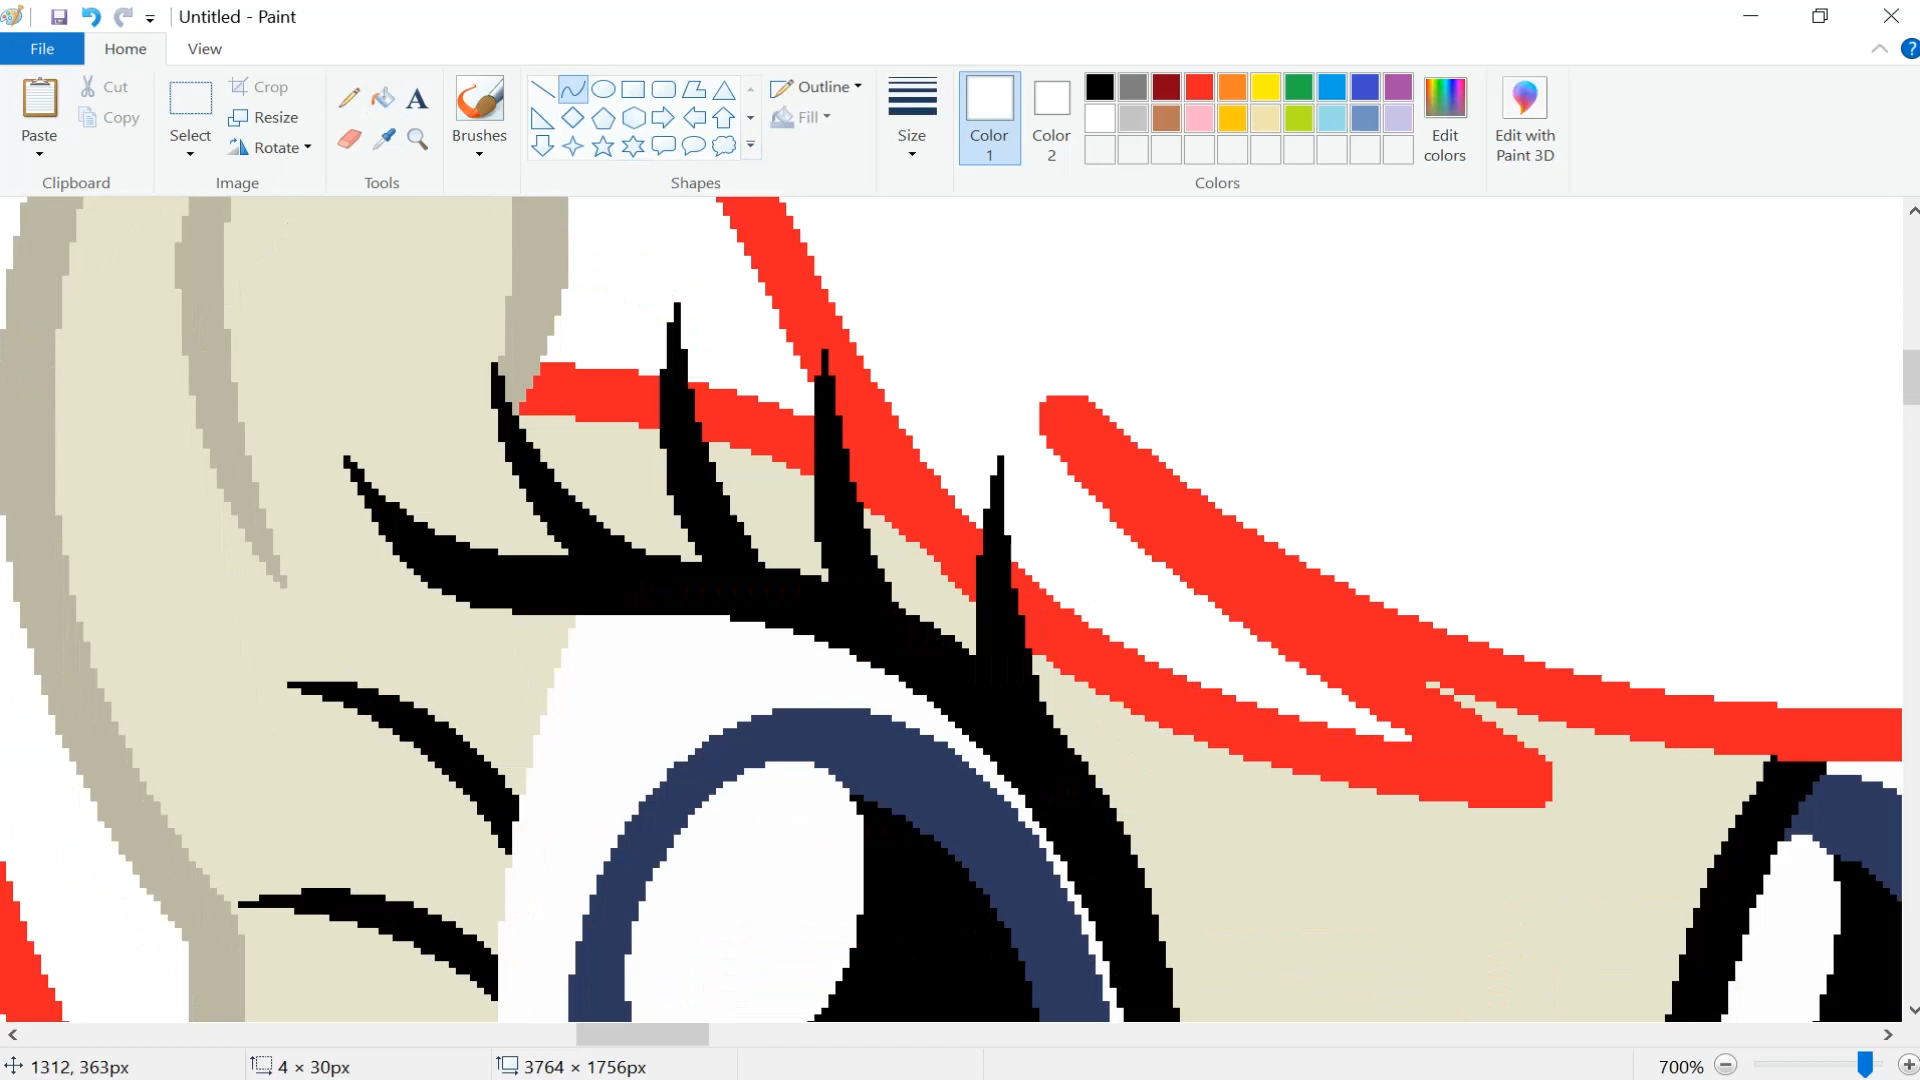 Untitled - Paint
File Home View
Paste
Cut
Copy
Clipboard
Select
Crop
Resize
Rotate
Image
A
Tools
Brushes
Outline
Fill
Shapes
Size
Color 1
Color 2
Edit colors
Colors
Edit with Paint 3D
?
1312, 363px 4 × 30px 3764 × 1756px 700%